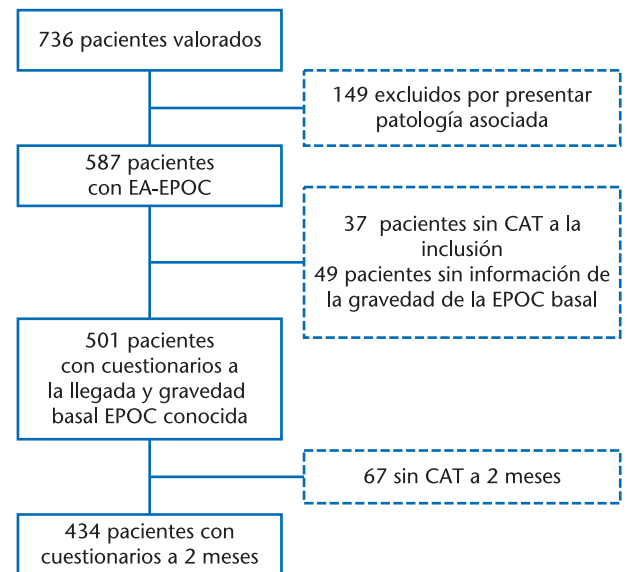 736 pacientes valorados
149 excluidos por presentar
patología asociada
587 pacientes
con EA-EPOC
37 pacientes sin CAT a la
inclusión
49 pacientes sin información de
la gravedad de la EPOC basal
501 pacientes
con cuestionarios a
la llegada y gravedad
basal EPOC conocida
67 sin CAT a 2 meses
434 pacientes con
cuestionarios a 2 meses